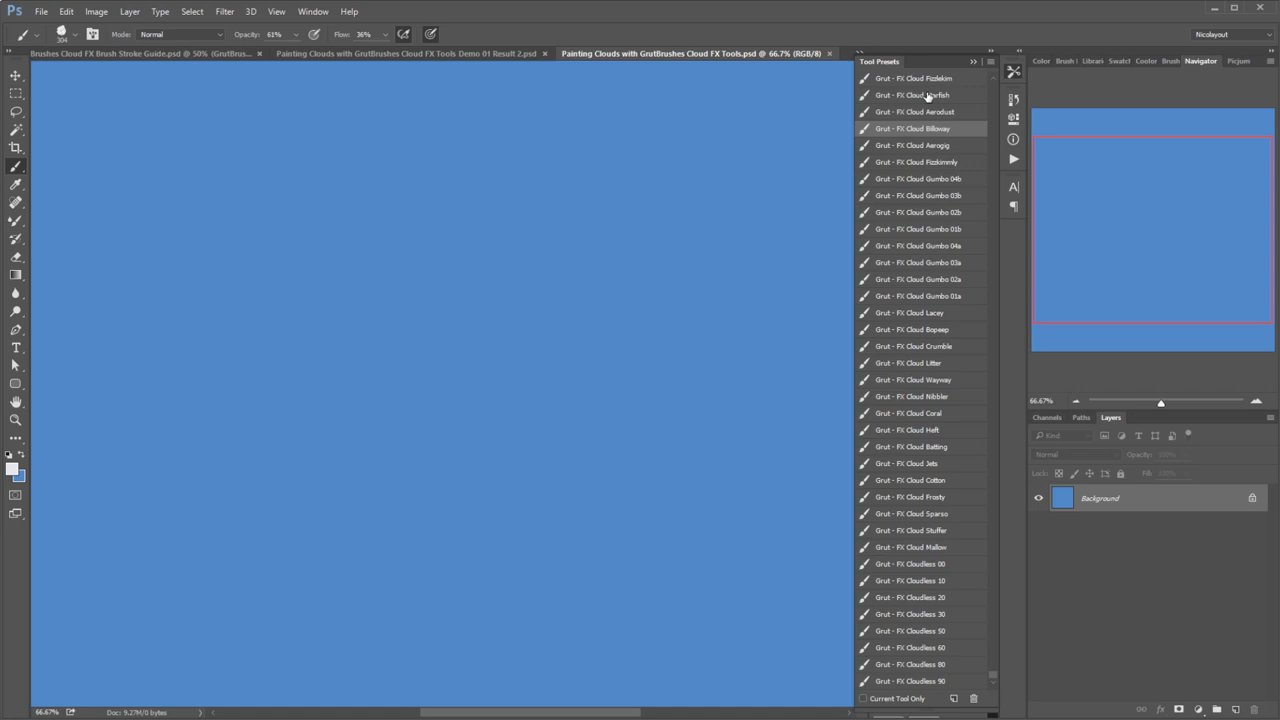 Ps File Edit Image Layer Type Select Filter 3D View Window Help
304 Mode: Normal Opacity: 61% Flow: 36% Nicolayout
Brushes Cloud FX Brush Stroke Guide.psd @ 50% (GrutBrus... × Painting Clouds with GrutBrushes Cloud FX Tools Demo 01 Result 2.psd × Painting Clouds with GrutBrushes Cloud FX Tools.psd @ 66.7% (RGB/8) ×
Tool Presets
Grut - FX Cloud Fizzlekim
Grut - FX Cloud
Grut - FX Cloud Aerodust
Grut - FX Cloud Billoway
Grut - FX Cloud Aerogig
Grut - FX Cloud Fizzkimmly
Grut - FX Cloud Gumbo 04b
Grut - FX Cloud Gumbo 03b
Grut - FX Cloud Gumbo 02b
Grut - FX Cloud Gumbo 01b
Grut - FX Cloud Gumbo 04a
Grut - FX Cloud Gumbo 03a
Grut - FX Cloud Gumbo 02a
Grut - FX Cloud Gumbo 01a
Grut - FX Cloud Lacey
Grut - FX Cloud Bopeep
Grut - FX Cloud Crumble
Grut - FX Cloud Litter
Grut - FX Cloud Wayway
Grut - FX Cloud Nibbler
Grut - FX Cloud Coral
Grut - FX Cloud Heft
Grut - FX Cloud Batting
Grut - FX Cloud Jets
Grut - FX Cloud Cotton
Grut - FX Cloud Frosty
Grut - FX Cloud Sparso
Grut - FX Cloud Stuffer
Grut - FX Cloud Mallow
Grut - FX Cloudless 00
Grut - FX Cloudless 10
Grut - FX Cloudless 20
Grut - FX Cloudless 30
Grut - FX Cloudless 50
Grut - FX Cloudless 60
Grut - FX Cloudless 80
Grut - FX Cloudless 90
Current Tool Only
Color Brush I Librari Swatcl Coolor Brush Navigator Picjum
66.67%
Channels Paths Layers
Kind
Normal Opacity: 100%
Lock: Fill: 100%
Background
66.67% Doc: 9.27M/0 bytes